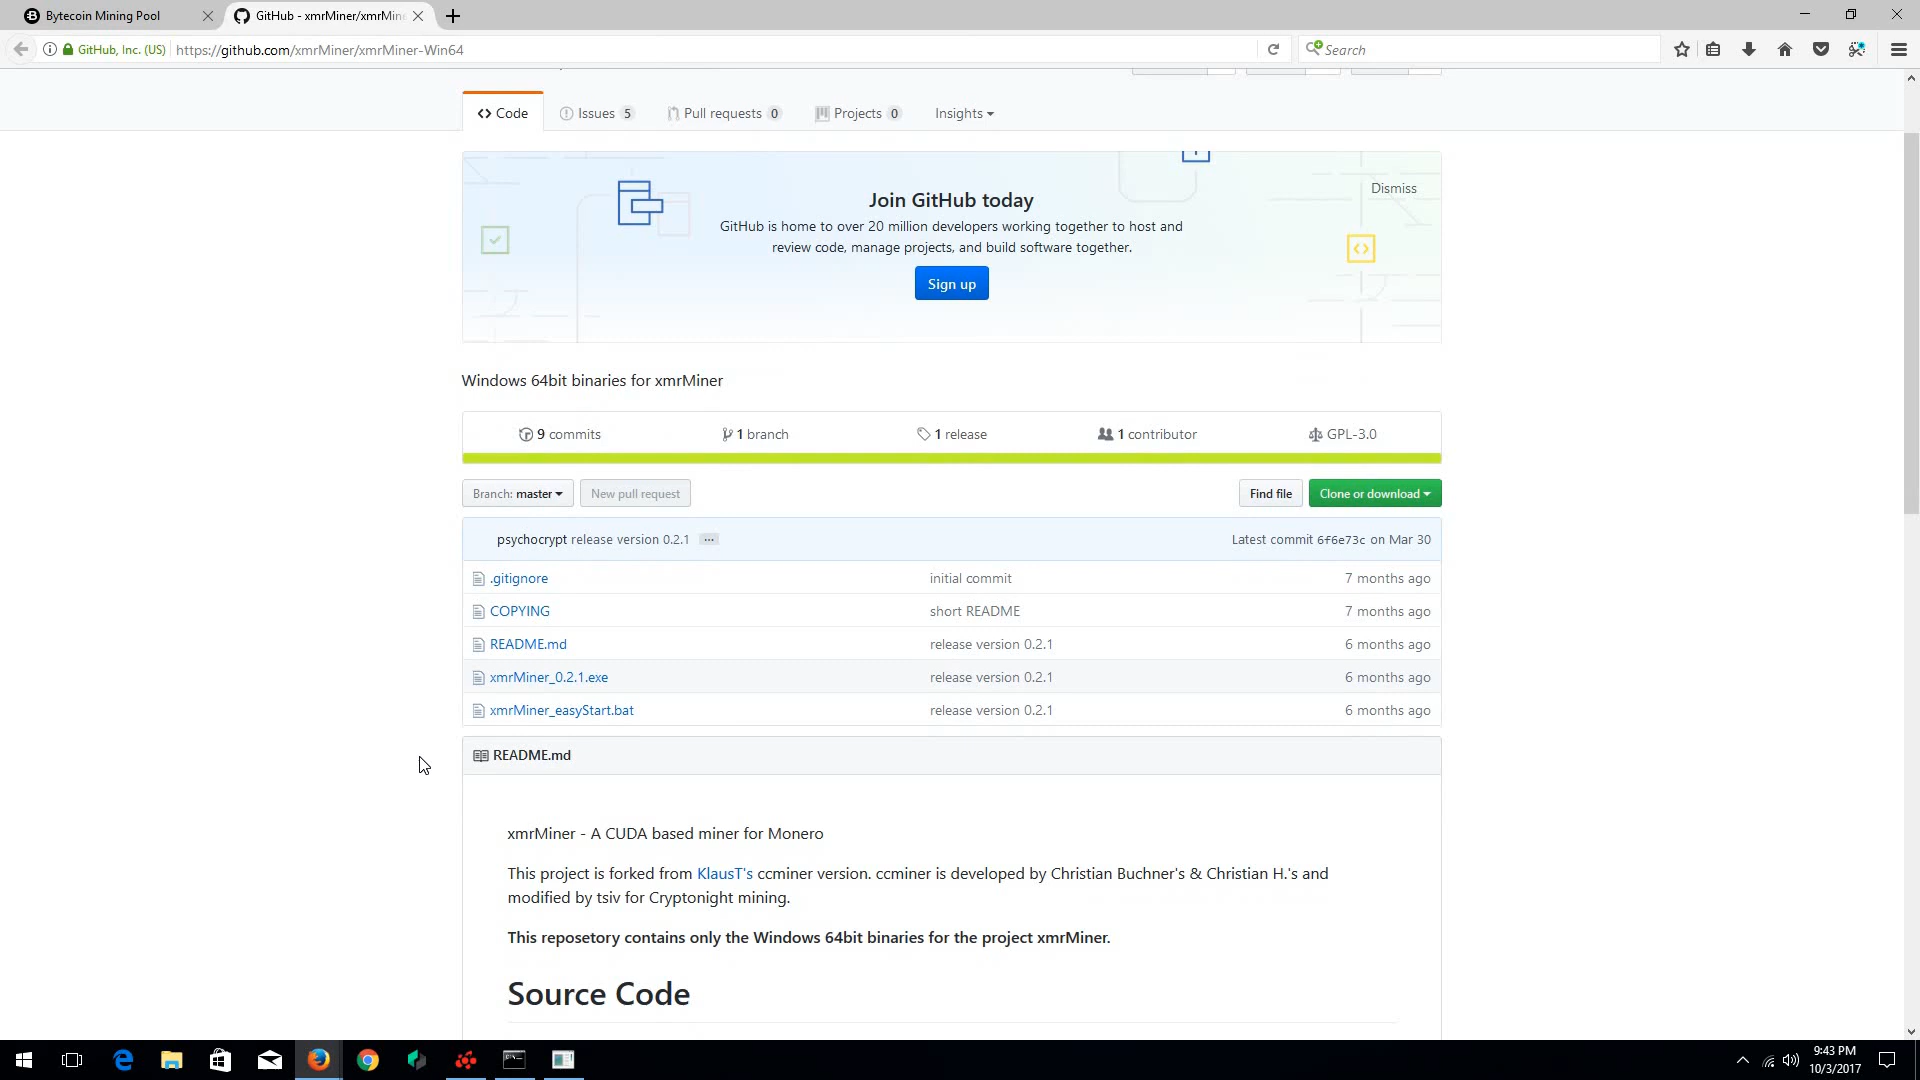 Bytecoin Mining Pool
GitHub - xmrMiner/xmrMine
GitHub, Inc. (US)
https://github.com/xmrMiner/xmrMiner-Win64
Search
Code
Issues 5
Pull requests 0
Projects 0
Insights
Join GitHub today
Dismiss
GitHub is home to over 20 million developers working together to host and
review code, manage projects, and build software together.
Sign up
Windows 64bit binaries for xmrMiner
9 commits
1 branch
1 release
1 contributor
GPL-3.0
Branch: master
New pull request
Find file
Clone or download
psychocrypt release version 0.2.1 ...
Latest commit 6f6e73c on Mar 30
.gitignore initial commit 7 months ago
COPYING short README 7 months ago
README.md release version 0.2.1 6 months ago
xmrMiner_0.2.1.exe release version 0.2.1 6 months ago
xmrMiner_easyStart.bat release version 0.2.1 6 months ago
README.md
xmrMiner - A CUDA based miner for Monero
This project is forked from KlausT's ccminer version. ccminer is developed by Christian Buchner's & Christian H.'s and
modified by tsiv for Cryptonight mining.
This reposetory contains only the Windows 64bit binaries for the project xmrMiner.
Source Code
9:43 PM
10/3/2017